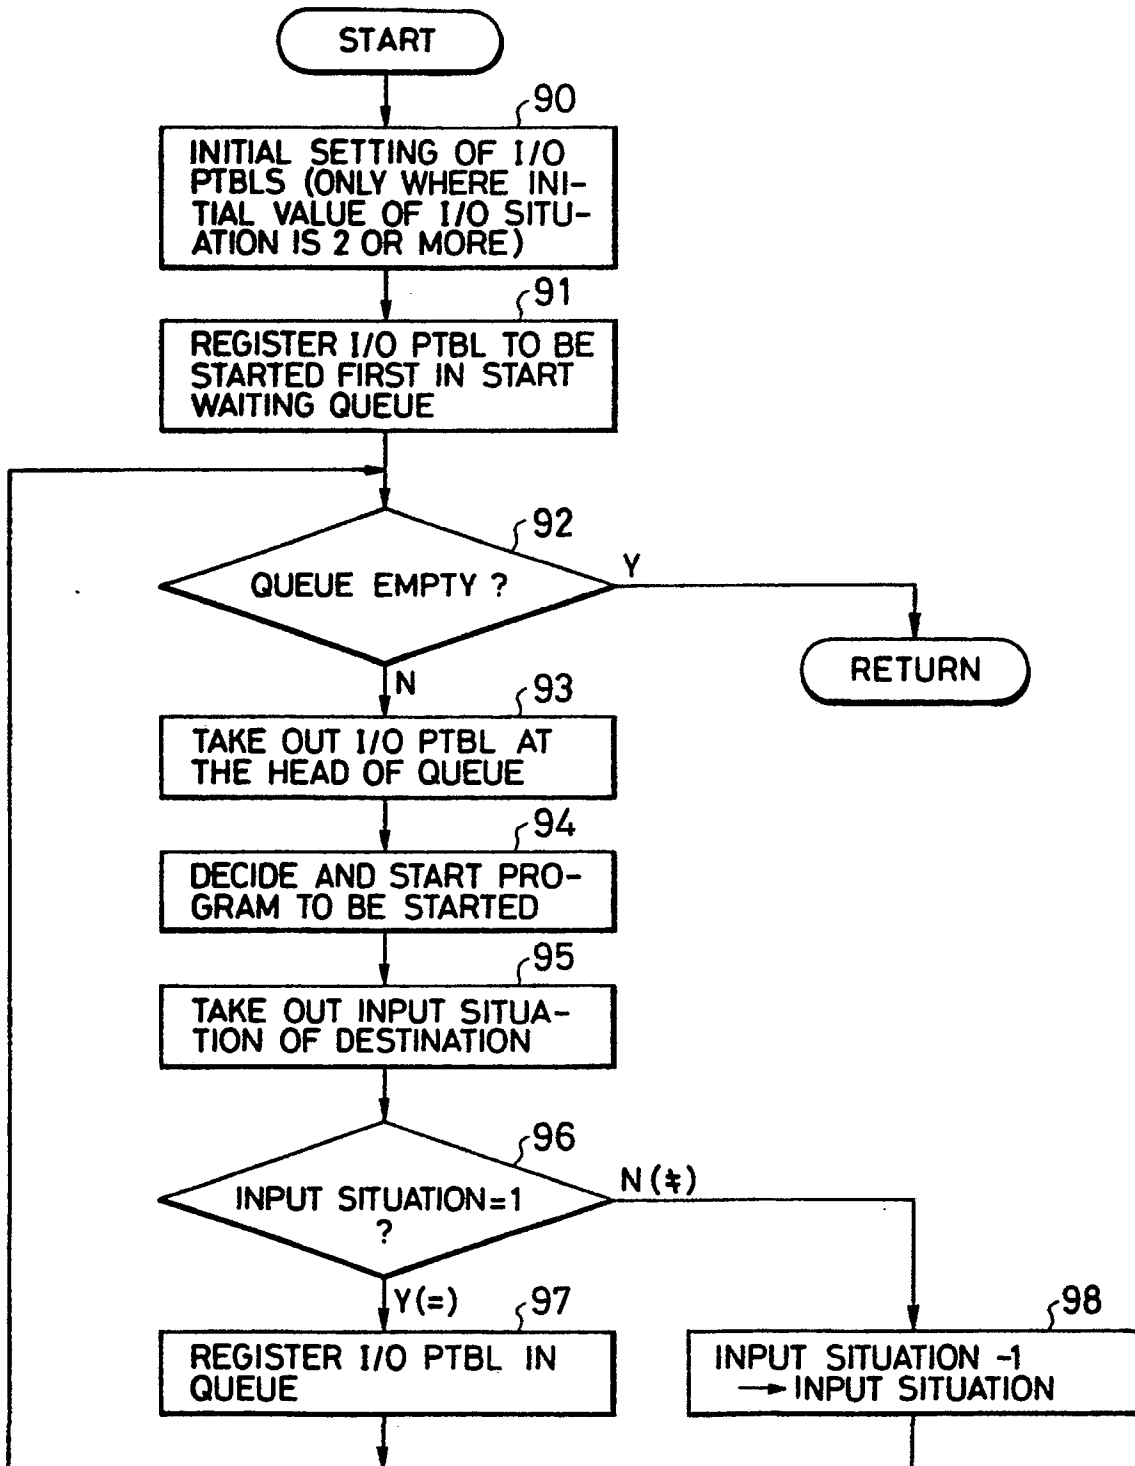 START
90
INITIAL SETTING OF I/O
PTBLS (ONLY WHERE INI-
TIAL VALUE OF I/O SITU-
ATION IS 2 OR MORE)
91
REGISTER I/O PTBL TO BE
STARTED FIRST IN START
WAITING QUEUE
92
QUEUE EMPTY ?
Y
RETURN
N
93
TAKE OUT I/O PTBL AT
THE HEAD OF QUEUE
94
DECIDE AND START PRO-
GRAM TO BE STARTED
95
TAKE OUT INPUT SITUA-
TION OF DESTINATION
96
INPUT SITUATION=1
?
N (≠)
Y(=)
97
REGISTER I/O PTBL IN
QUEUE
98
INPUT SITUATION -1
→ INPUT SITUATION